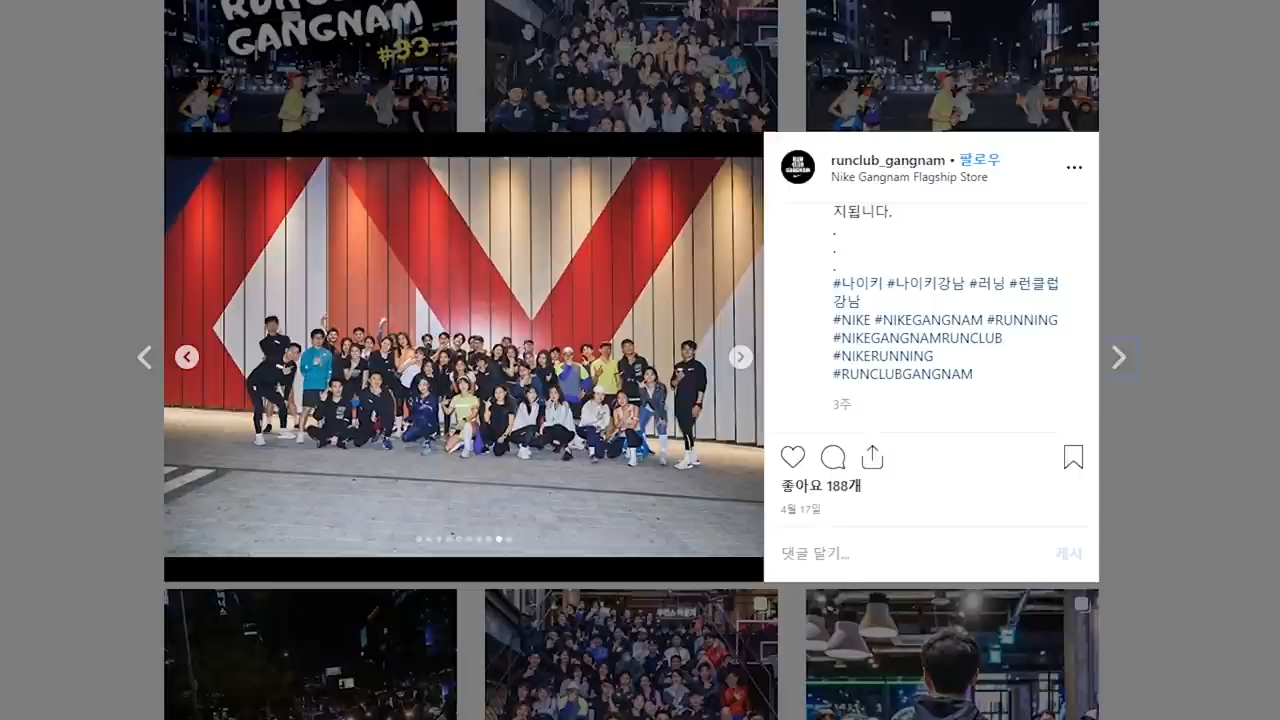 GANGNAM
#33
runclub_gangnam • 팔로우
Nike Gangnam Flagship Store
지됩니다.
.
.
.
#나이키 #나이키강남 #러닝 #런클럽
강남
#NIKE #NIKEGANGNAM #RUNNING
#NIKEGANGNAMRUNCLUB
#NIKERUNNING
#RUNCLUBGANGNAM
3주
좋아요 188개
4월 17일
댓글 달기...
게시